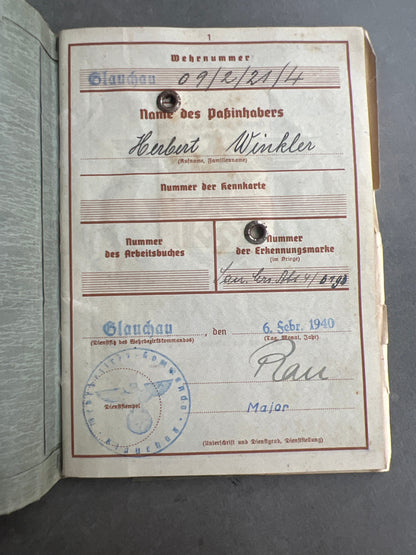 1
Wehrnummer
Glauchau 09/2/21/4
Name des Paßinhabers
Herbert Winkler
(Rufname, Familienname)
Nummer der Kennkarte
Nummer
des Arbeitsbuches
Nummer
der Erkennungsmarke
(im Kriege)
Glauchau, den 6. Febr. 1940
(Dienstsitz des Wehrbezirkskommandos) (Tag, Monat, Jahr)
Rau
Dienststempel
Major
(Unterschrift und Dienstgrad, Dienststellung)